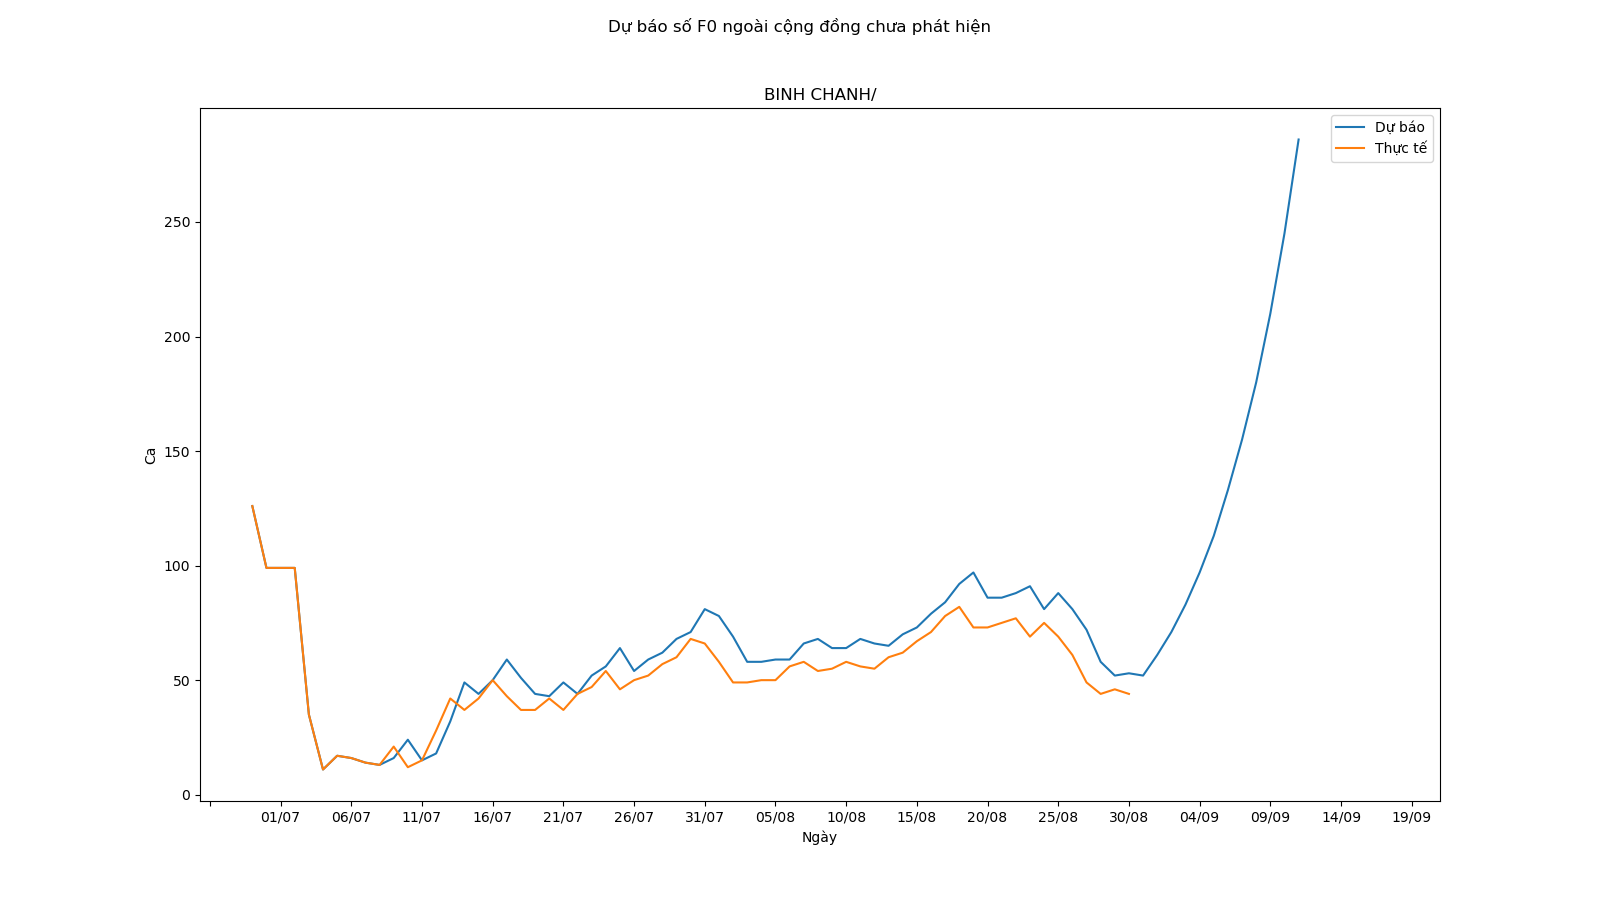 Dự báo số F0 ngoài cộng đồng chưa phát hiện
BINH CHANH/
Dự báo
Thực tế
250
200
150
100
50
0
Ca
01/07 06/07 11/07 16/07 21/07 26/07 31/07 05/08 10/08 15/08 20/08 25/08 30/08 04/09 09/09 14/09 19/09
Ngày